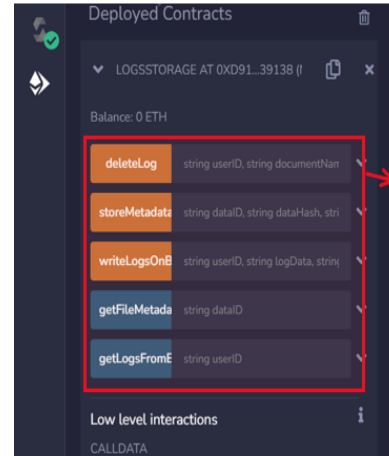 Deployed Contracts
LOGSSTORAGE AT 0XD91...39138 (
Balance: 0 ETH
deleteLog string userID, string documentNam
storeMetadata string dataID, string dataHash, stri
writeLogsOnB string userID, string logData, string
getFileMetada string dataID
getLogsFromE string userID
Low level interactions
CALLDATA